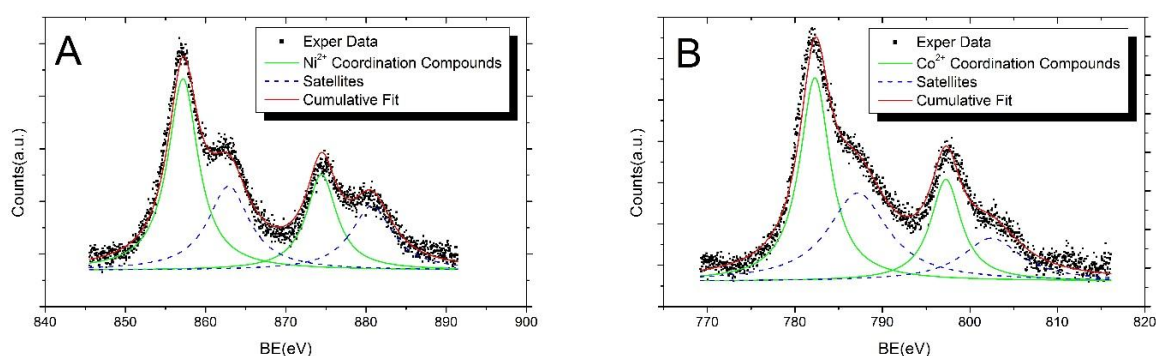 A
Exper Data
Ni²⁺ Coordination Compounds
Satellites
Cumulative Fit
Counts(a.u.)
840 850 860 870 880 890 900
BE(eV)
B
Exper Data
Co²⁺ Coordination Compounds
Satellites
Cumulative Fit
Counts(a.u.)
770 780 790 800 810 820
BE(eV)